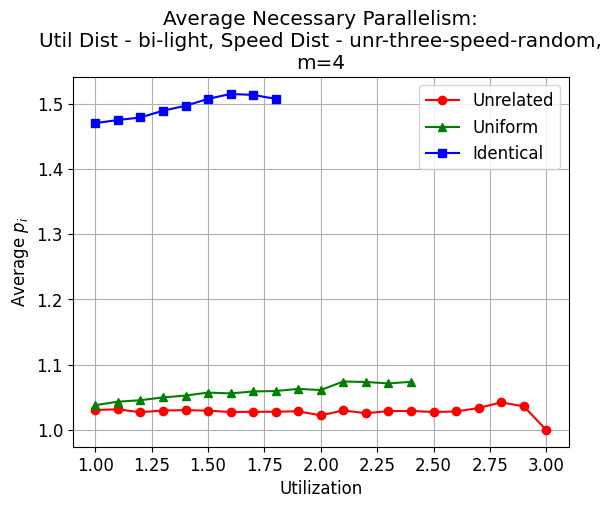 Average Necessary Parallelism:
Util Dist - bi-light, Speed Dist - unr-three-speed-random,
m=4
1.5
1.4
1.3
1.2
1.1
1.0
Average p_i
Unrelated
Uniform
Identical
1.00 1.25 1.50 1.75 2.00 2.25 2.50 2.75 3.00
Utilization